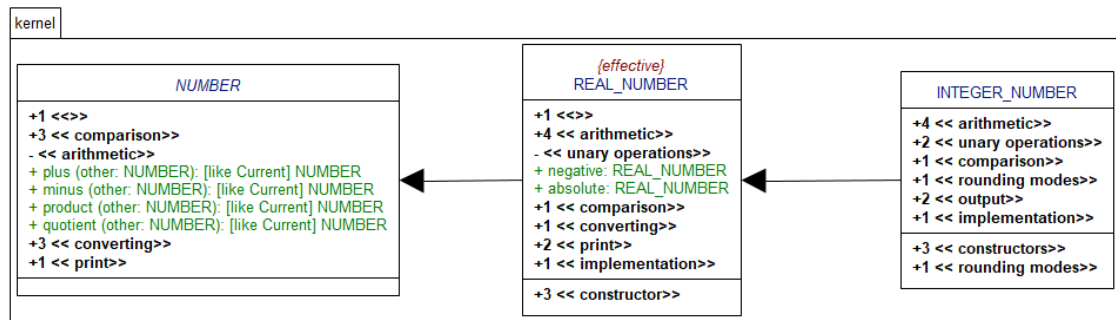 kernel
NUMBER
+1 <<>>
+3 << comparison>>
- << arithmetic>>
+ plus (other: NUMBER): [like Current] NUMBER
+ minus (other: NUMBER): [like Current] NUMBER
+ product (other: NUMBER): [like Current] NUMBER
+ quotient (other: NUMBER): [like Current] NUMBER
+3 << converting>>
+1 << print>>
{effective}
REAL_NUMBER
+1 <<>>
+4 << arithmetic>>
- << unary operations>>
+ negative: REAL_NUMBER
+ absolute: REAL_NUMBER
+1 << comparison>>
+1 << converting>>
+2 << print>>
+1 << implementation>>
+3 << constructor>>
INTEGER_NUMBER
+4 << arithmetic>>
+2 << unary operations>>
+1 << comparison>>
+1 << rounding modes>>
+2 << output>>
+1 << implementation>>
+3 << constructors>>
+1 << rounding modes>>